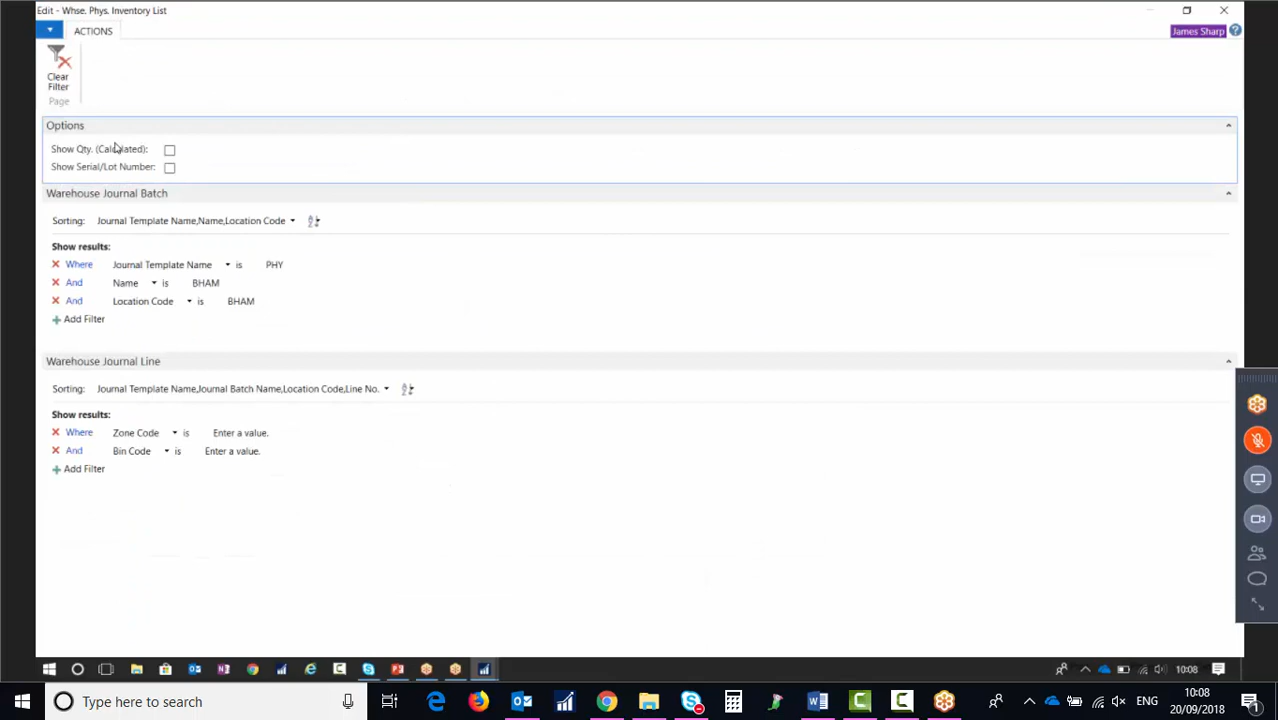 Edit - Whse. Phys. Inventory List
ACTIONS
James Sharp
Clear
Filter
Page
Options
Show Qty. (Calculated):
Show Serial/Lot Number:
Warehouse Journal Batch
Sorting: Journal Template Name,Name,Location Code
Show results:
Where Journal Template Name is PHY
And Name is BHAM
And Location Code is BHAM
Add Filter
Warehouse Journal Line
Sorting: Journal Template Name,Journal Batch Name,Location Code,Line No.
Show results:
Where Zone Code is Enter a value.
And Bin Code is Enter a value.
Add Filter
10:08
Type here to search
ENG
10:08
20/09/2018